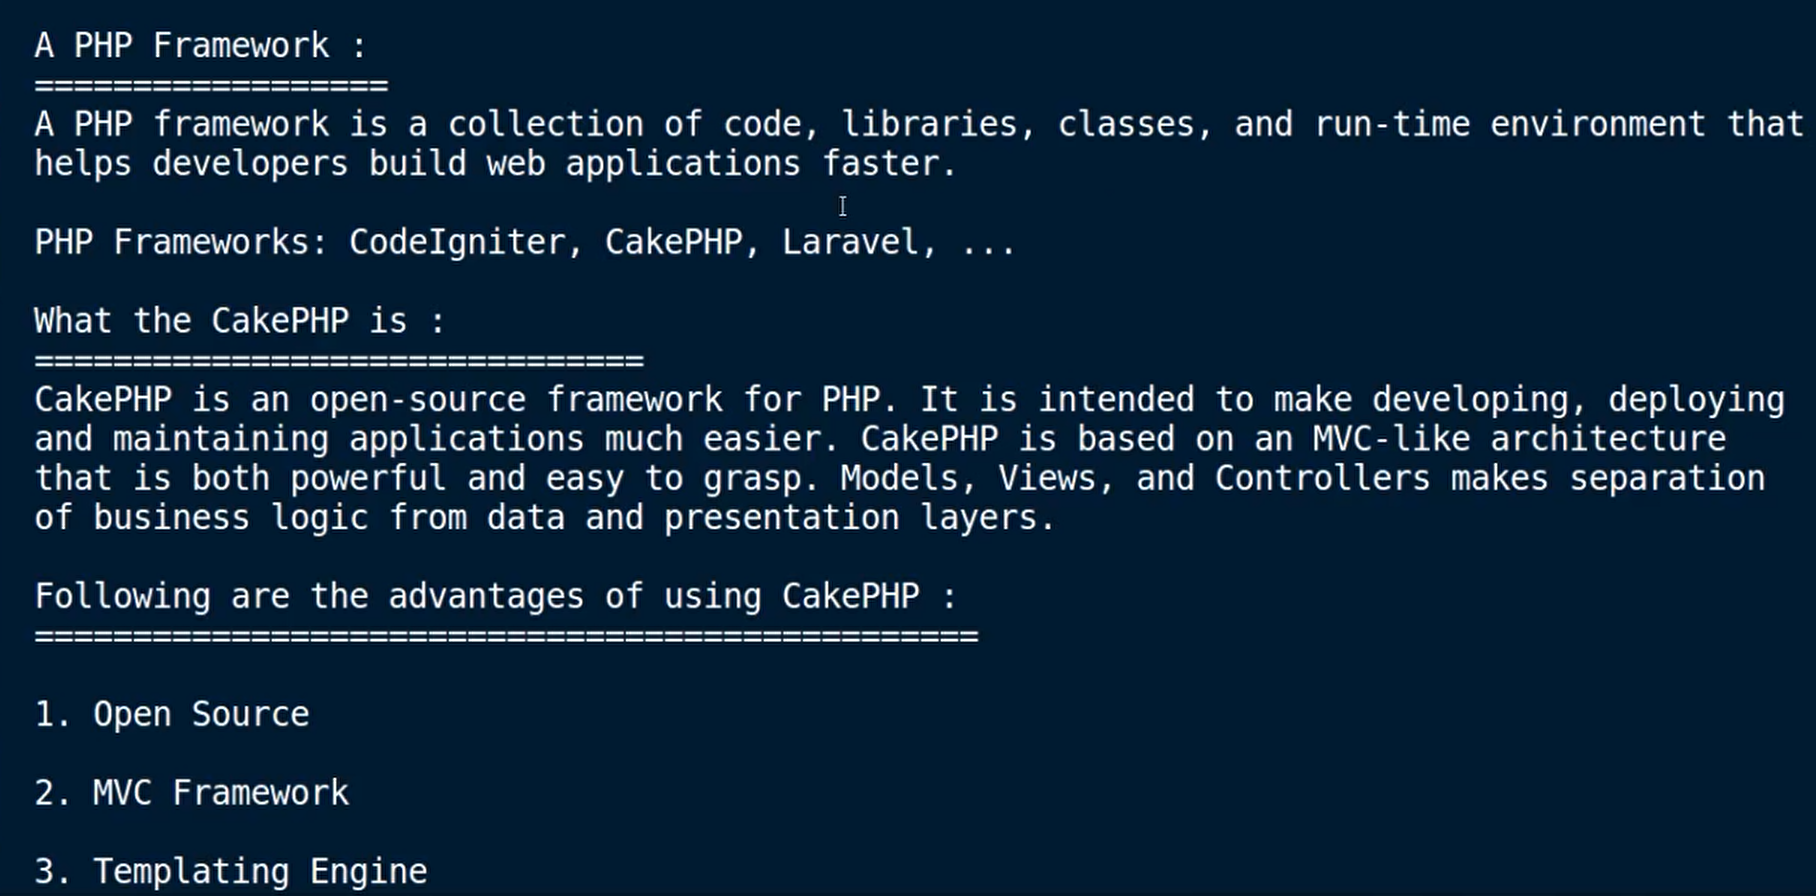 A PHP Framework :
==================
A PHP framework is a collection of code, libraries, classes, and run-time environment that
helps developers build web applications faster.
PHP Frameworks: CodeIgniter, CakePHP, Laravel, ...
What the CakePHP is :
===============================
CakePHP is an open-source framework for PHP. It is intended to make developing, deploying
and maintaining applications much easier. CakePHP is based on an MVC-like architecture
that is both powerful and easy to grasp. Models, Views, and Controllers makes separation
of business logic from data and presentation layers.
Following are the advantages of using CakePHP :
================================================
1. Open Source
2. MVC Framework
3. Templating Engine